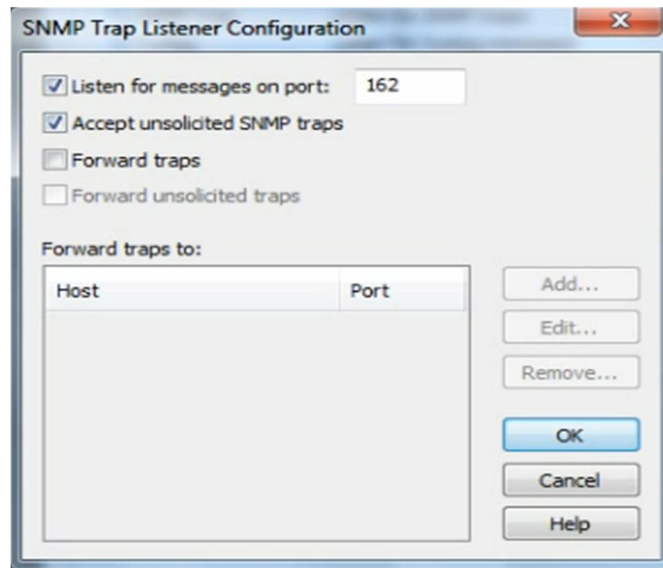 SNMP Trap Listener Configuration
Listen for messages on port: 162
Accept unsolicited SNMP traps
Forward traps
Forward unsolicited traps
Forward traps to:
Host Port
Add...
Edit...
Remove...
OK
Cancel
Help